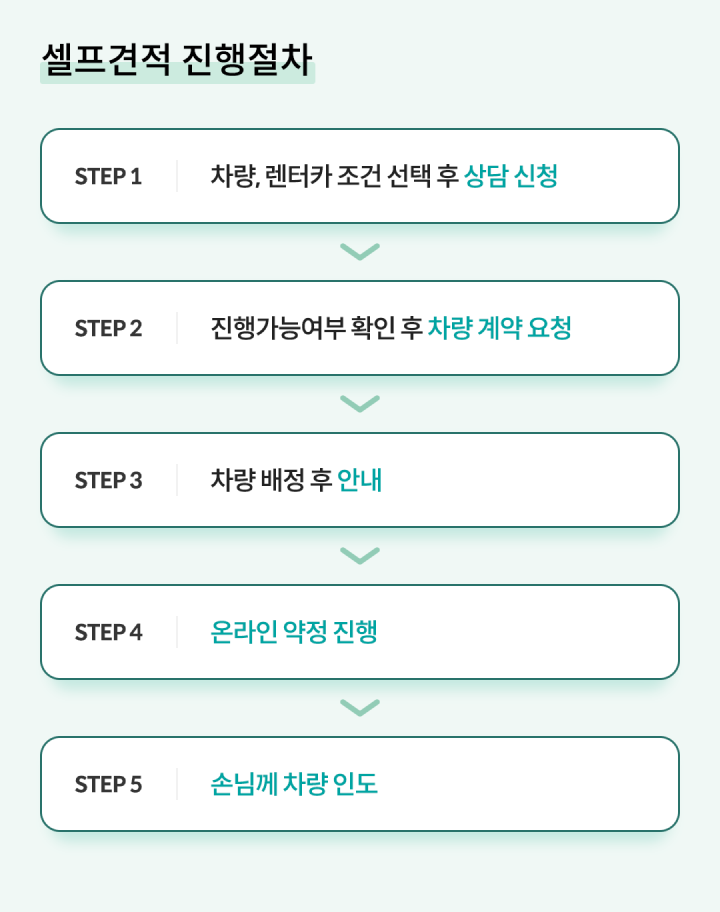 셀프견적 진행절차
STEP 1 차량, 렌터카 조건 선택 후 상담 신청
STEP 2 진행가능여부 확인 후 차량 계약 요청
STEP 3 차량 배정 후 안내
STEP 4 온라인 약정 진행
STEP 5 손님께 차량 인도